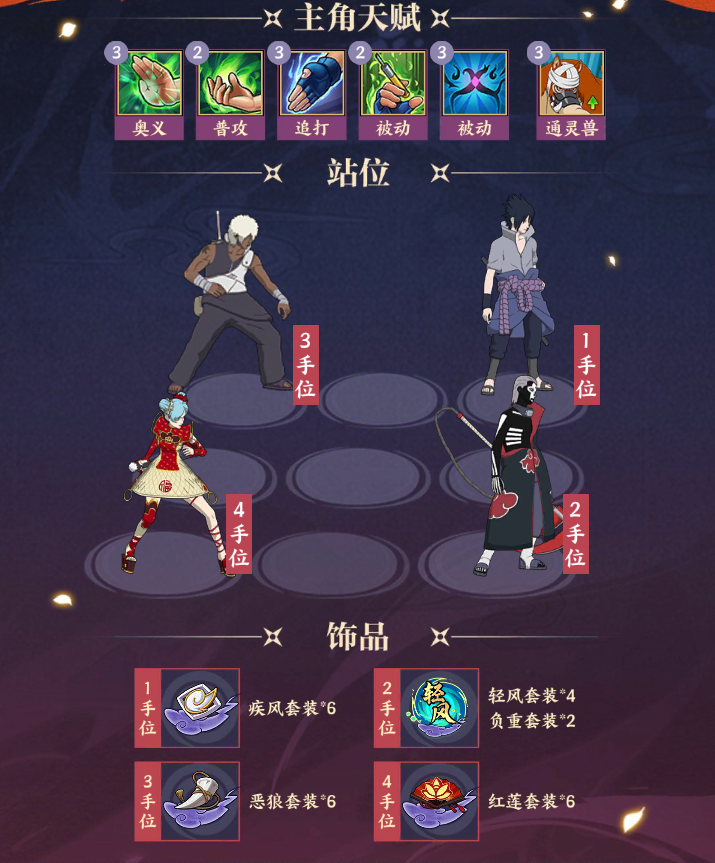 主角天赋
3 2 3 2 3 3
奥义 普攻 追打 被动 被动 通灵兽
站位
3手位
1手位
4手位
2手位
福
饰品
1手位 疾风套装*6
2手位 轻风 轻风套装*4
负重套装*2
3手位 恶狼套装*6
4手位 红莲套装*6